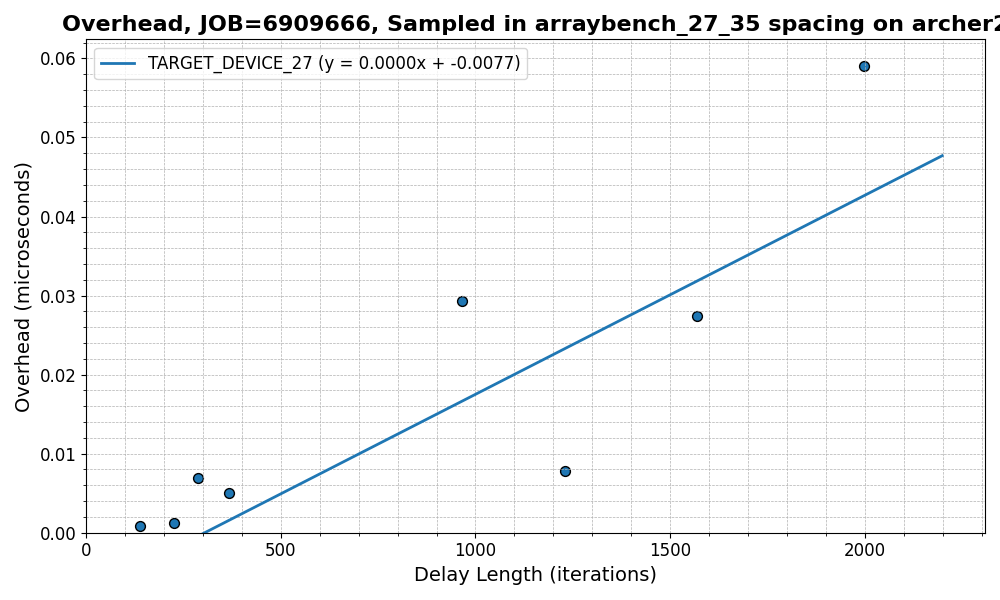 Overhead, JOB=6909666, Sampled in arraybench_27_35 spacing on archer2
TARGET_DEVICE_27 (y = 0.0000x + -0.0077)
Overhead (microseconds)
0.06
0.05
0.04
0.03
0.02
0.01
0.00
0 500 1000 1500 2000
Delay Length (iterations)